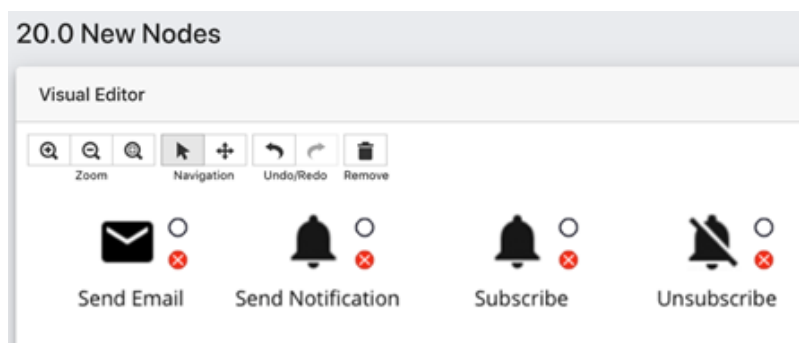 20.0 New Nodes
Visual Editor
Zoom Navigation Undo/Redo Remove
Send Email Send Notification Subscribe Unsubscribe